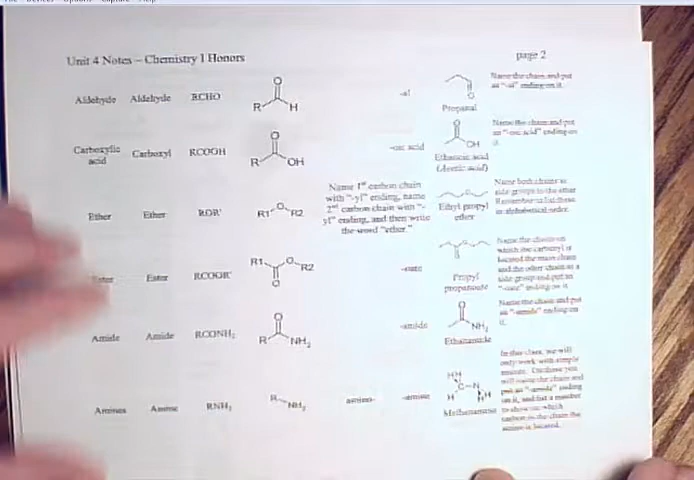 Unit 4 Notes – Chemistry I Honors
page 2
Aldehyde Aldehyde RCHO
O
R H
-al
O
Propanal
Name the chain and put
an "-al" ending on it.
Carboxylic
acid
Carboxyl RCOOH
O
R OH
-oic acid
O
OH
Ethanoic acid
(Acetic acid)
Name the chain and put
an "-oic acid" ending on
it.
Ether Ether ROR'
R1 O R2
Name 1st carbon chain
with "-yl" ending, name
2nd carbon chain with "-
yl" ending, and then write
the word "ether."
Ethyl propyl
ether
Name both chains as
side groups to the ether
Remember to list these
in alphabetical order.
Ester Ester RCOOR'
R1 O R2
O
-oate
Propyl
propanoate
Name the chain on
which the carbonyl is
located the main chain
and the other chain as a
side group and put an
"-oate" ending on it
Amide Amide RCONH2
O
R NH2
-amide
O
NH2
Ethanamide
Name the chain and put
an "-amide" ending on
it.
Amines Amine RNH2
R NH2
amino- -amine
H H
H C N H
H
Methanamine
In this class, we will
only work with simple
amines. On these you
will name the chain and
put an "-amine" ending
on it, and put a number
to show on which
carbon in the chain the
amine is located.